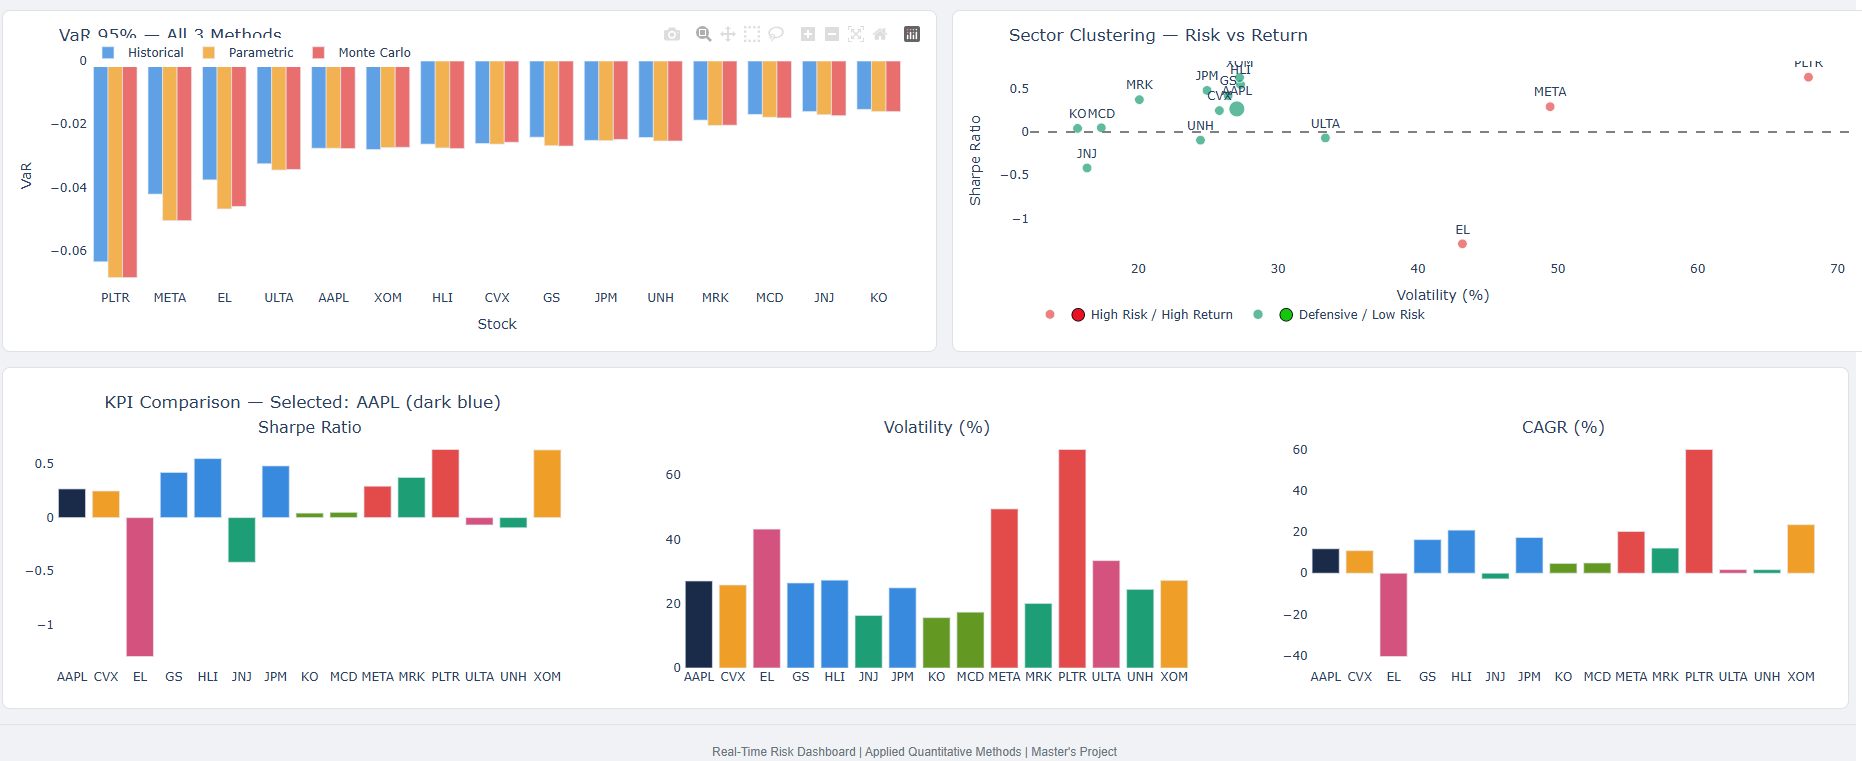 VaR 95% — All 3 Methods
Historical Parametric Monte Carlo
0
−0.02
−0.04
−0.06
VaR
PLTR META EL ULTA AAPL XOM HLI CVX GS JPM UNH MRK MCD JNJ KO
Stock
Sector Clustering — Risk vs Return
XOM
HLI
PLTR
JPM
GS
MRK
CVX
AAPL
META
KO
MCD
UNH
ULTA
JNJ
EL
0.5
0
−0.5
−1
Sharpe Ratio
20 30 40 50 60 70
Volatility (%)
High Risk / High Return Defensive / Low Risk
KPI Comparison — Selected: AAPL (dark blue)
Sharpe Ratio
0.5
0
−0.5
−1
AAPL CVX EL GS HLI JNJ JPM KO MCD META MRK PLTR ULTA UNH XOM
Volatility (%)
60
40
20
0
AAPL CVX EL GS HLI JNJ JPM KO MCD META MRK PLTR ULTA UNH XOM
CAGR (%)
60
40
20
0
−20
−40
AAPL CVX EL GS HLI JNJ JPM KO MCD META MRK PLTR ULTA UNH XOM
Real-Time Risk Dashboard | Applied Quantitative Methods | Master's Project